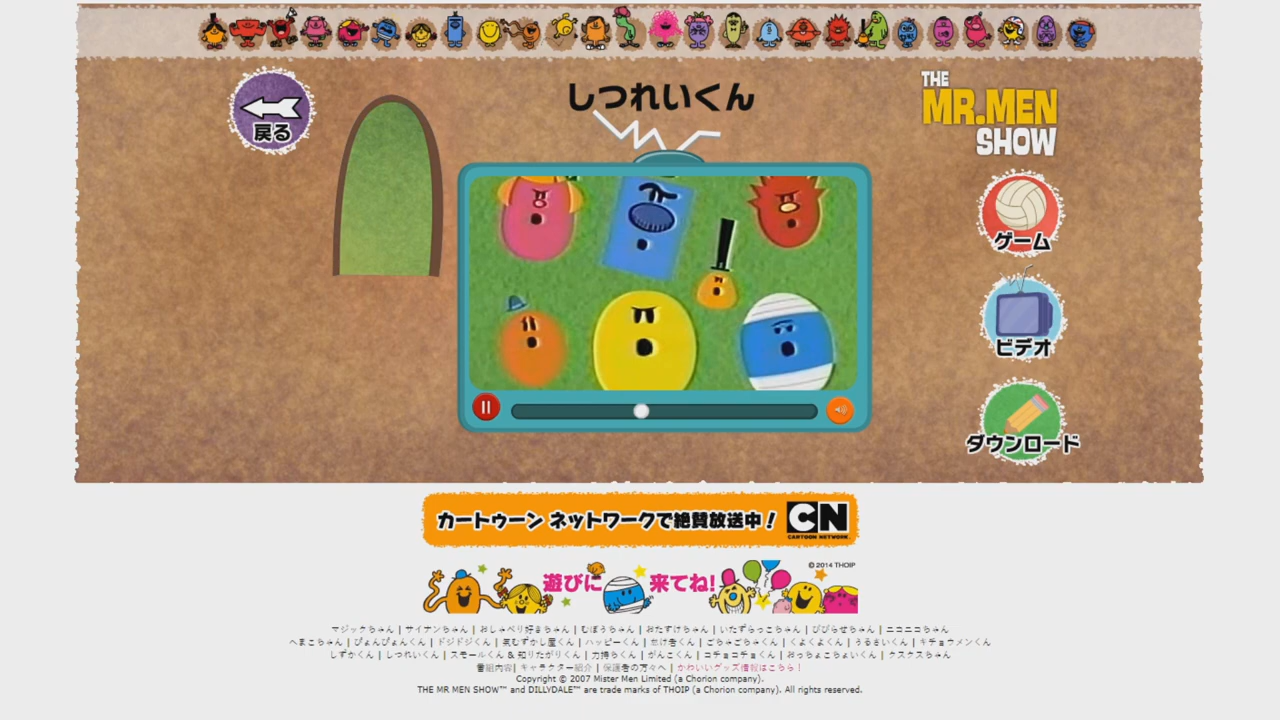 しつれいくん
戻る
THE
MR.MEN
SHOW
ゲーム
ビデオ
ダウンロード
カートゥーン ネットワークで絶賛放送中！
CN
CARTOON NETWORK
© 2014 THOIP
遊びに 来てね!
マジックちゃん | サイナンちゃん | おしゃべり好きちゃん | むぼうちゃん | おたすけちゃん | いたずらっこちゃん | びびらせちゃん | ニコニコちゃん
へまこちゃん | ぴょんぴょんくん | ドジドジくん | 気むずかし屋くん | ハッピーくん | なけ者くん | ごちゃごちゃくん | くよくよくん | うるさいくん | キチョウメンくん
しずかくん | しつれいくん | スモールくん & 知りたがりくん | 力持ちくん | がんこくん | コチョコチョくん | おっちょこちょいくん | クスクスちゃん
番組内容 | キャラクター紹介 | 保護者の方々へ | かわいいグッズ情報はこちら！
Copyright © 2007 Mister Men Limited (a Chorion company).
THE MR MEN SHOW™ and DILLYDALE™ are trade marks of THOIP (a Chorion company). All rights reserved.